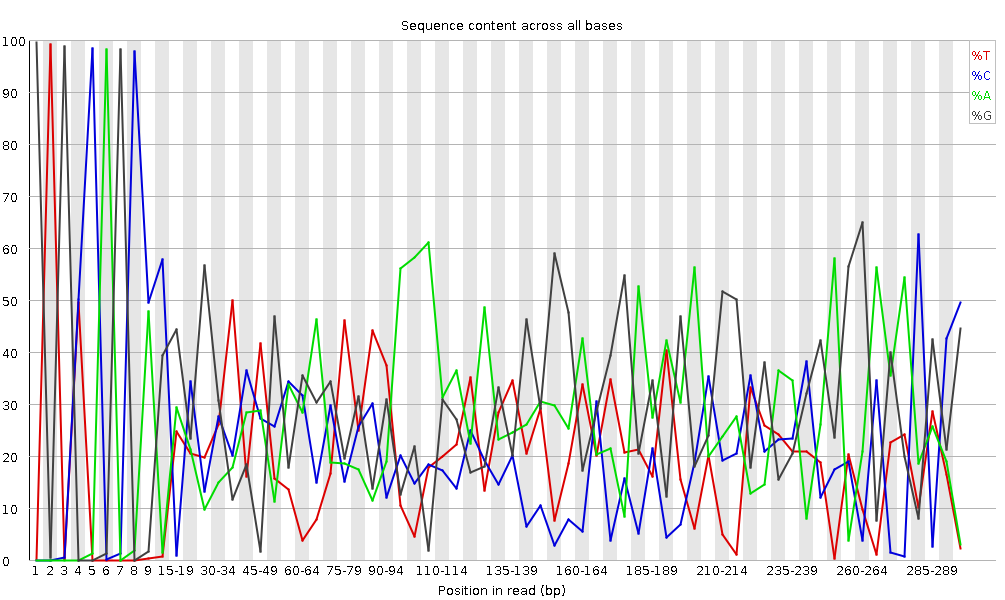 Sequence content across all bases
100
90
80
70
60
50
40
30
20
10
0
%T
%C
%A
%G
1 2 3 4 5 6 7 8 9 15-19 30-34 45-49 60-64 75-79 90-94 110-114 135-139 160-164 185-189 210-214 235-239 260-264 285-289
Position in read (bp)